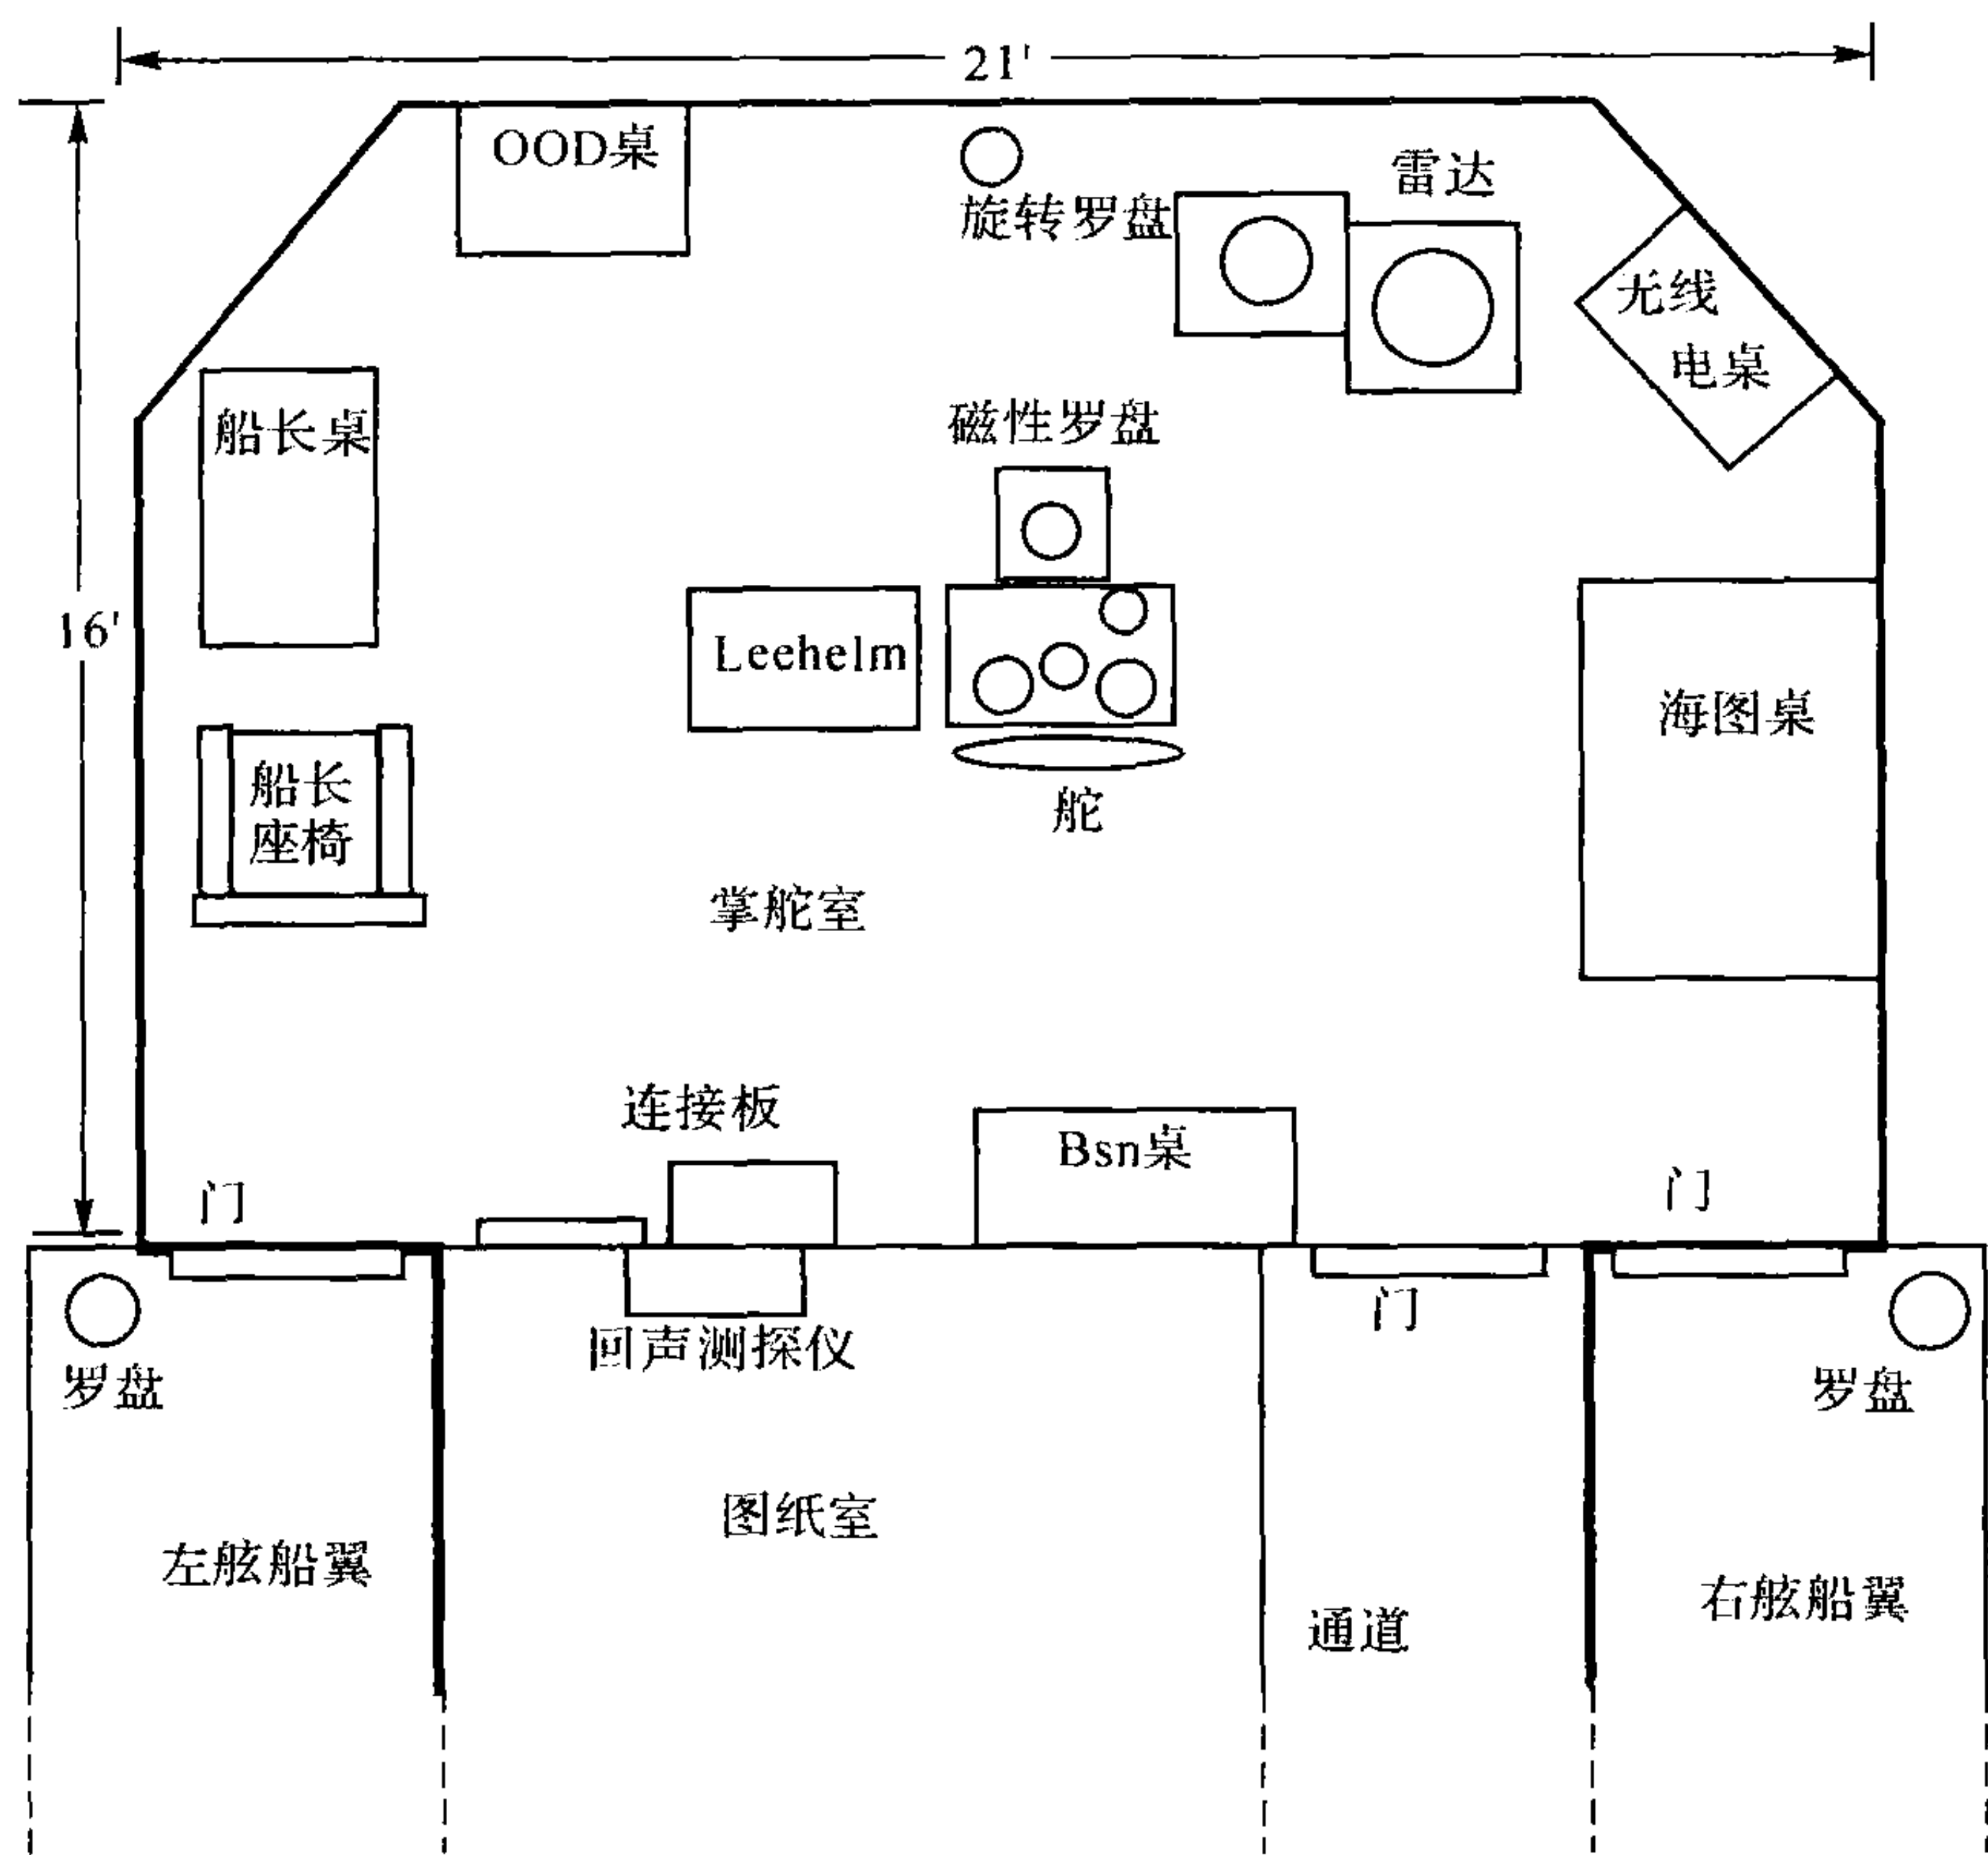 21'
OOD桌
旋转罗盘
雷达
无线
电桌
船长桌
磁性罗盘
16'
Leehelm
海图桌
船长
座椅
舵
掌舵室
连接板
Bsn桌
门
门
门
回声测探仪
罗盘
罗盘
图纸室
左舷船翼
右舷船翼
通道